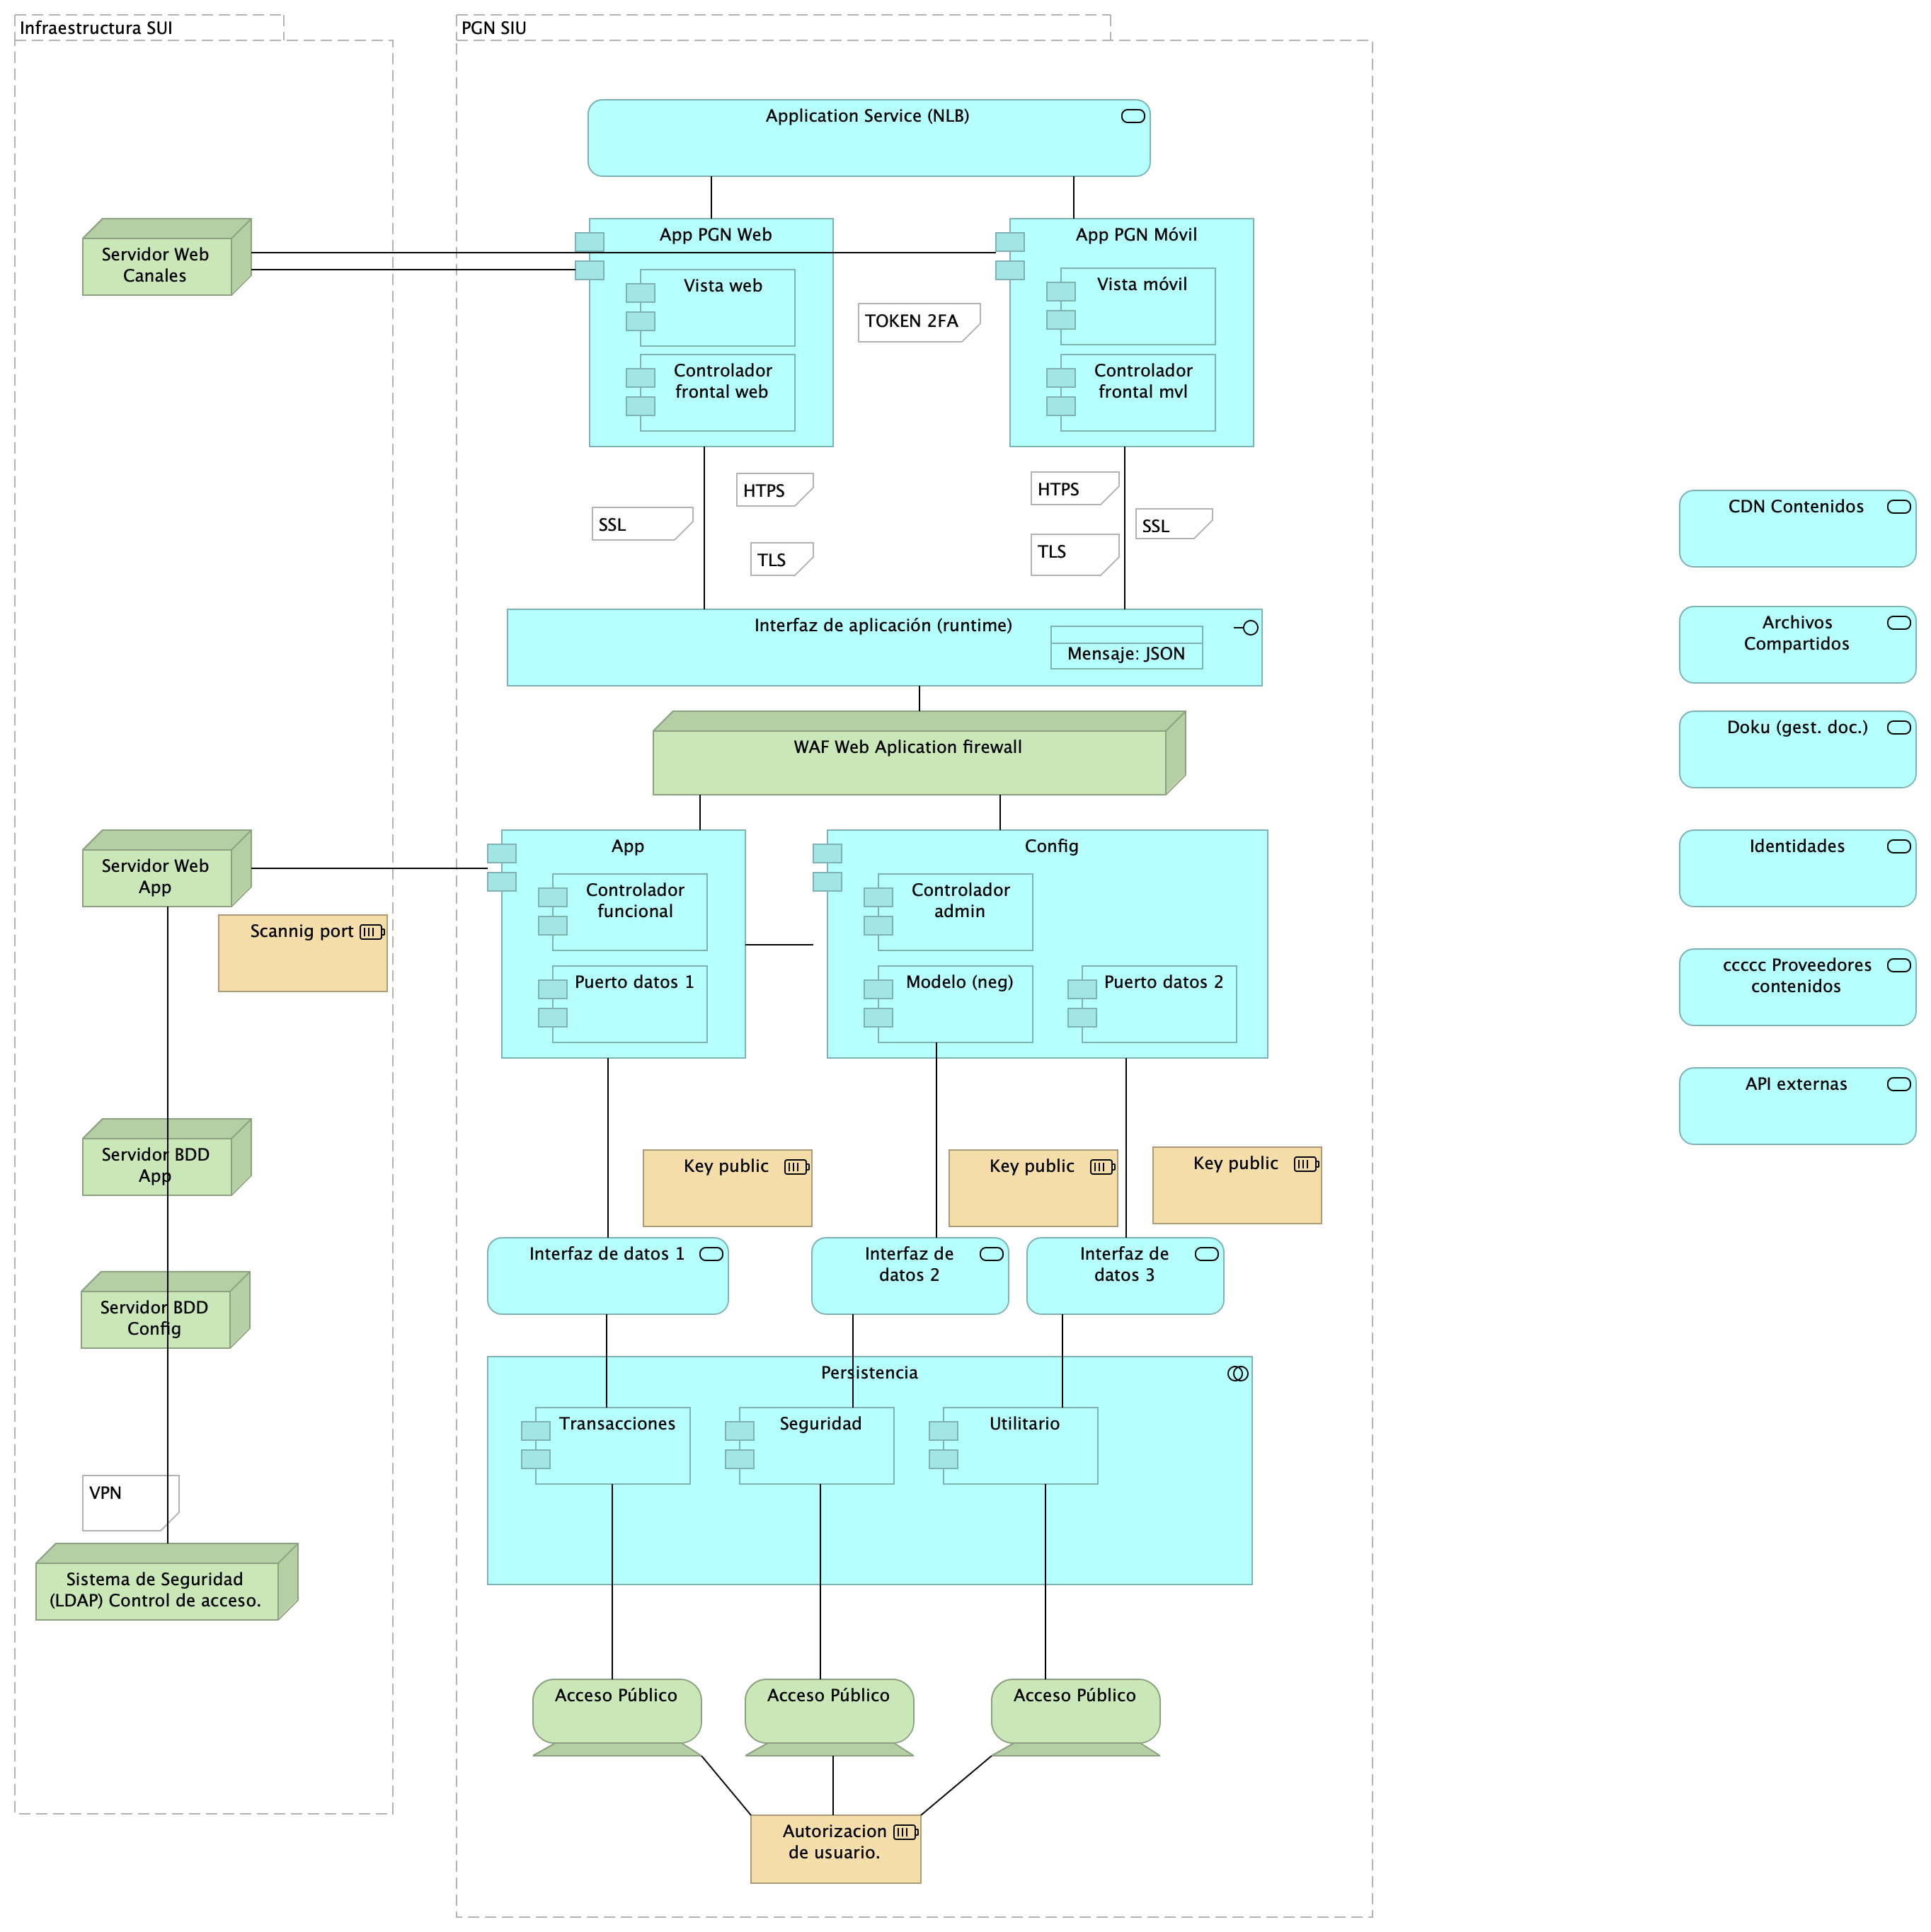 Infraestructura SUI
PGN SIU
Application Service (NLB)
Servidor Web
Canales
App PGN Web
App PGN Móvil
Vista web
Vista móvil
TOKEN 2FA
Controlador
frontal web
Controlador
frontal mvl
HTPS
SSL
TLS
HTPS
SSL
TLS
Interfaz de aplicación (runtime)
Mensaje: JSON
WAF Web Aplication firewall
Servidor Web
App
Scannig port
App
Controlador
funcional
Puerto datos 1
Config
Controlador
admin
Modelo (neg)
Puerto datos 2
Servidor BDD
App
Key public
Key public
Key public
Servidor BDD
Config
Interfaz de datos 1
Interfaz de
datos 2
Interfaz de
datos 3
Persistencia
Transacciones
Seguridad
Utilitario
VPN
Sistema de Seguridad
(LDAP) Control de acceso.
Acceso Público
Acceso Público
Acceso Público
Autorizacion
de usuario.
CDN Contenidos
Archivos
Compartidos
Doku (gest. doc.)
Identidades
ccccc Proveedores
contenidos
API externas